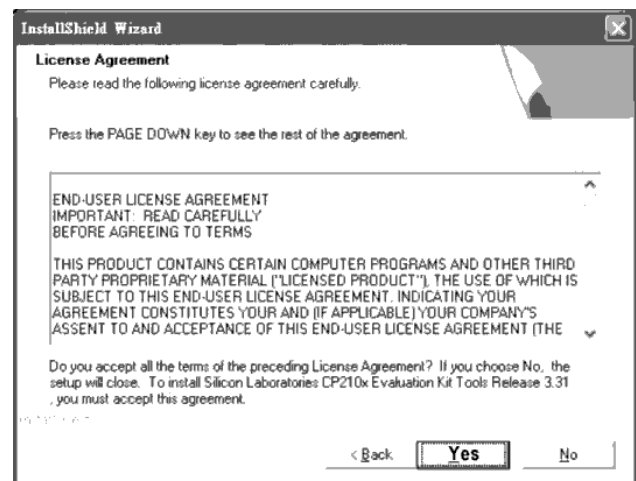 InstallShield Wizard
License Agreement
Please read the following license agreement carefully.
Press the PAGE DOWN key to see the rest of the agreement.
END-USER LICENSE AGREEMENT
IMPORTANT: READ CAREFULLY
BEFORE AGREEING TO TERMS
THIS PRODUCT CONTAINS CERTAIN COMPUTER PROGRAMS AND OTHER THIRD
PARTY PROPRIETARY MATERIAL ("LICENSED PRODUCT"), THE USE OF WHICH IS
SUBJECT TO THIS END-USER LICENSE AGREEMENT. INDICATING YOUR
AGREEMENT CONSTITUTES YOUR AND (IF APPLICABLE) YOUR COMPANY'S
ASSENT TO AND ACCEPTANCE OF THIS END-USER LICENSE AGREEMENT (THE
Do you accept all the terms of the preceding License Agreement? If you choose No, the
setup will close. To install Silicon Laboratories CP210x Evaluation Kit Tools Release 3.31
, you must accept this agreement.
< Back Yes No